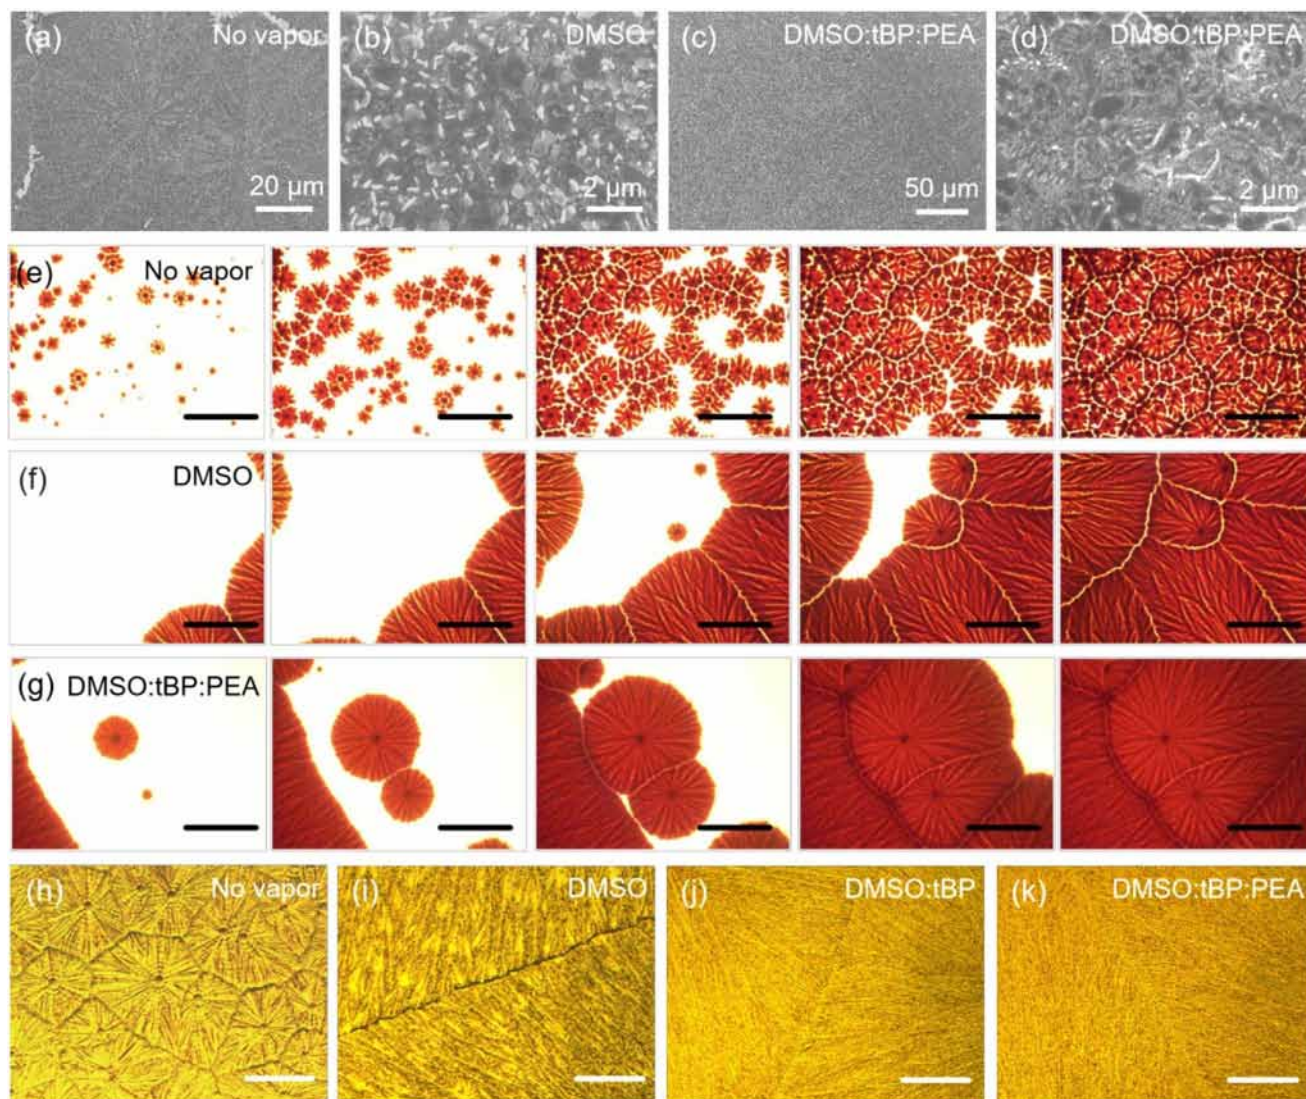 (a) No vapor
20 μm
(b) DMSO
2 μm
(c) DMSO:tBP:PEA
50 μm
(d) DMSO:tBP:PEA
2 μm
(e) No vapor
(f) DMSO
(g) DMSO:tBP:PEA
(h) No vapor
(i) DMSO
(j) DMSO:tBP
(k) DMSO:tBP:PEA